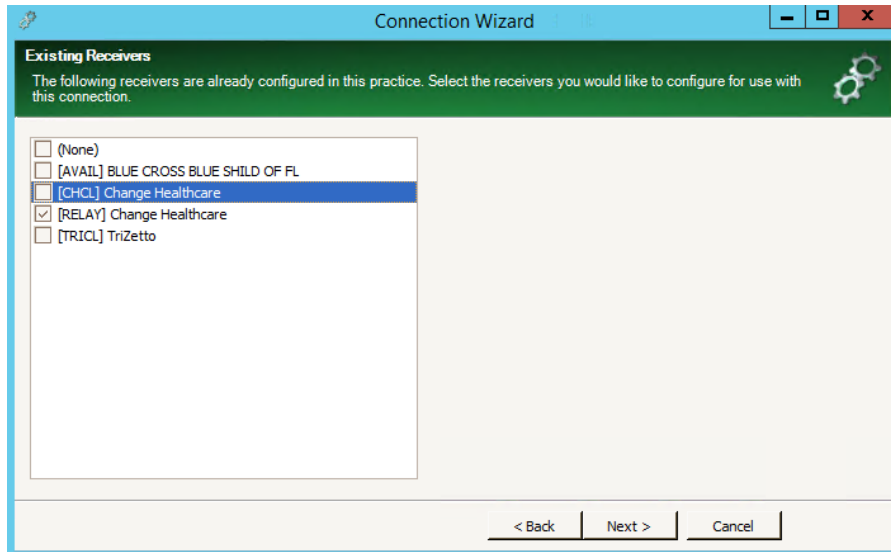 Connection Wizard
Existing Receivers
The following receivers are already configured in this practice. Select the receivers you would like to configure for use with
this connection.
(None)
[AVAIL] BLUE CROSS BLUE SHILD OF FL
[CHCL] Change Healthcare
[RELAY] Change Healthcare
[TRICL] TriZetto
< Back Next > Cancel